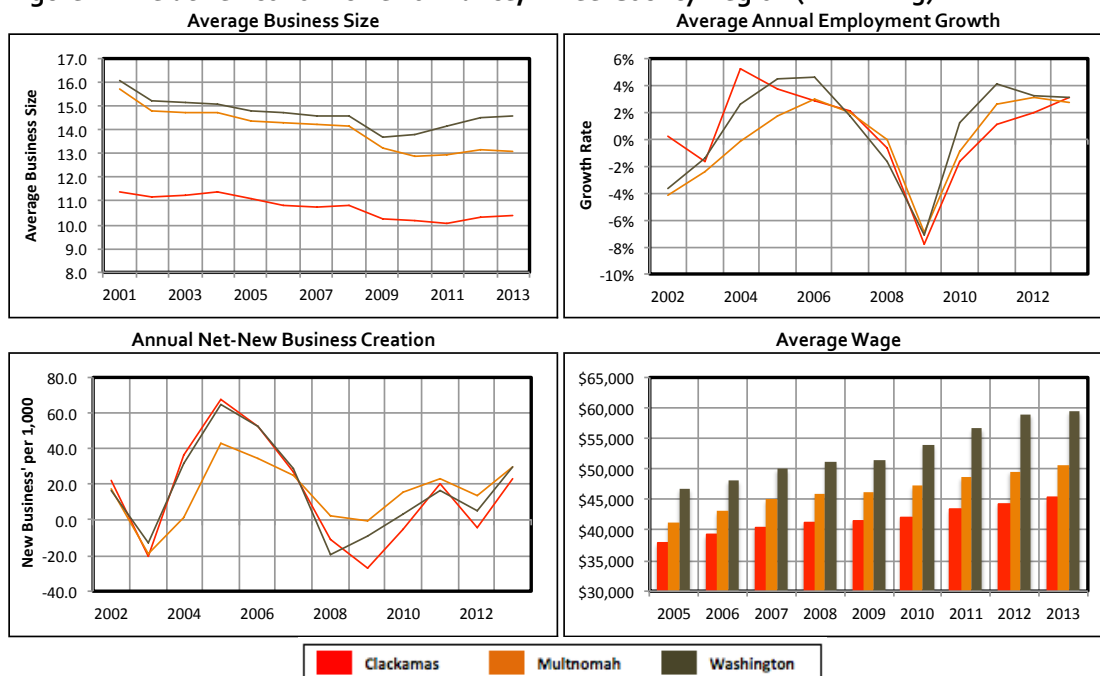 Average Business Size
17.0
16.0
15.0
14.0
13.0
12.0
11.0
10.0
9.0
8.0
Average Business Size
2001 2003 2005 2007 2009 2011 2013
Average Annual Employment Growth
6%
4%
2%
0%
-2%
-4%
-6%
-8%
-10%
Growth Rate
2002 2004 2006 2008 2010 2012
Annual Net-New Business Creation
80.0
60.0
40.0
20.0
0.0
-20.0
-40.0
New Business' per 1,000
2002 2004 2006 2008 2010 2012
Average Wage
$65,000
$60,000
$55,000
$50,000
$45,000
$40,000
$35,000
$30,000
2005 2006 2007 2008 2009 2010 2011 2012 2013
Clackamas Multnomah Washington